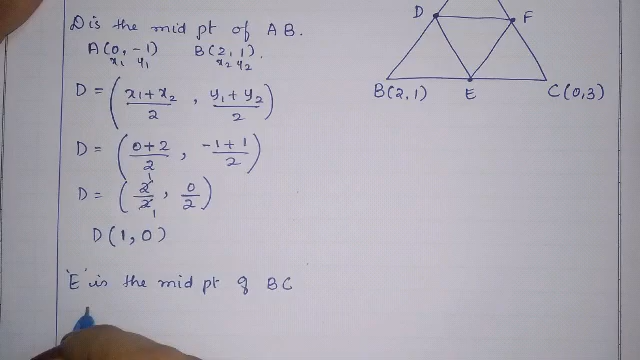 D is the mid pt of AB.
A(0, -1) B(2, 1).
x₁ y₁ x₂ y₂
D = (x₁ + x₂ / 2 , y₁ + y₂ / 2)
D = (0 + 2 / 2 , -1 + 1 / 2)
D = (2 / 2 , 0 / 2)
1
1
D(1, 0)
'E' is the mid pt of BC
D
F
B(2, 1)
E
C(0, 3)